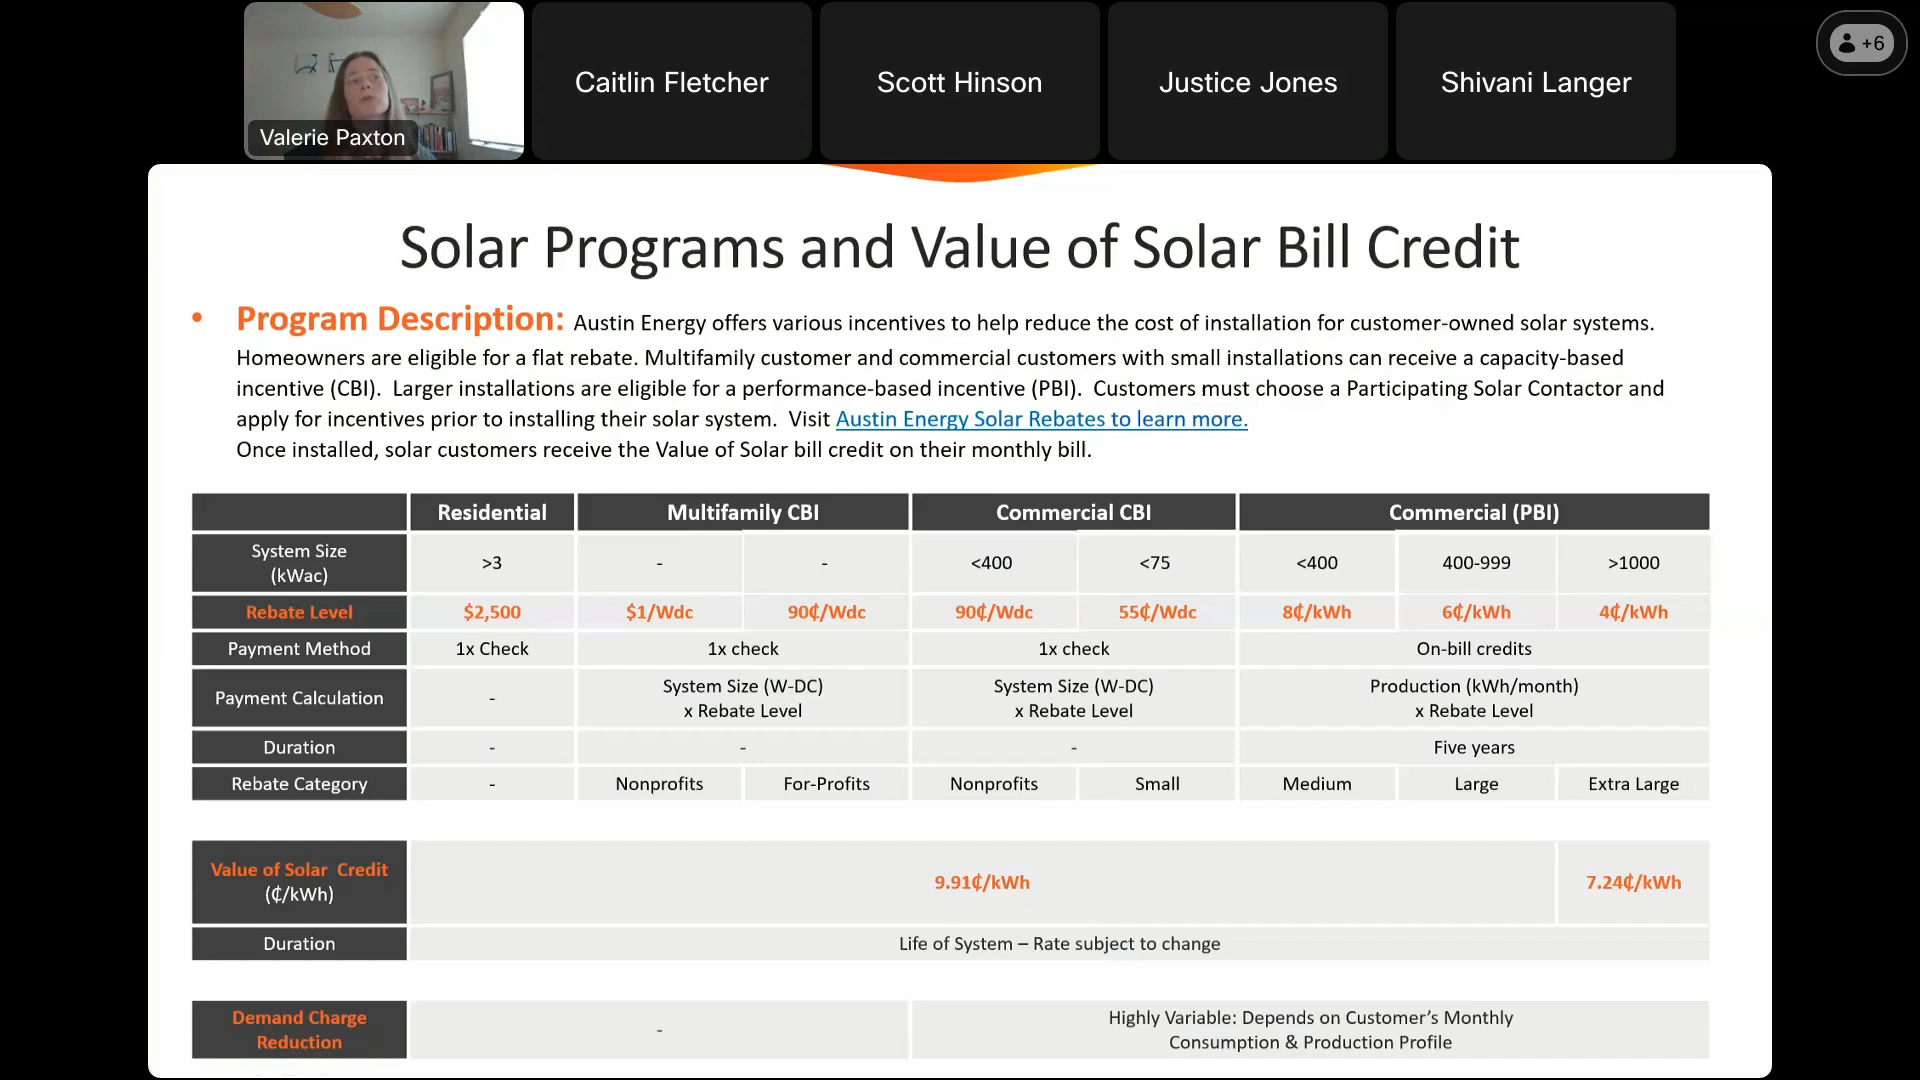 Valerie Paxton
Caitlin Fletcher
Scott Hinson
Justice Jones
Shivani Langer
+6
Solar Programs and Value of Solar Bill Credit
• Program Description: Austin Energy offers various incentives to help reduce the cost of installation for customer-owned solar systems.
Homeowners are eligible for a flat rebate. Multifamily customer and commercial customers with small installations can receive a capacity-based
incentive (CBI).  Larger installations are eligible for a performance-based incentive (PBI).  Customers must choose a Participating Solar Contactor and
apply for incentives prior to installing their solar system.  Visit Austin Energy Solar Rebates to learn more.
Once installed, solar customers receive the Value of Solar bill credit on their monthly bill.
Residential Multifamily CBI Commercial CBI Commercial (PBI)
System Size
(kWac)
>3 - - <400 <75 <400 400-999 >1000
Rebate Level $2,500 $1/Wdc 90₵/Wdc 90₵/Wdc 55₵/Wdc 8₵/kWh 6₵/kWh 4₵/kWh
Payment Method 1x Check 1x check 1x check On-bill credits
Payment Calculation
-
System Size (W-DC)
x Rebate Level
System Size (W-DC)
x Rebate Level
Production (kWh/month)
x Rebate Level
Duration - - - Five years
Rebate Category - Nonprofits For-Profits Nonprofits Small Medium Large Extra Large
Value of Solar  Credit
(₵/kWh)
9.91₵/kWh 7.24₵/kWh
Duration Life of System – Rate subject to change
Demand Charge
Reduction
-
Highly Variable: Depends on Customer’s Monthly
Consumption & Production Profile